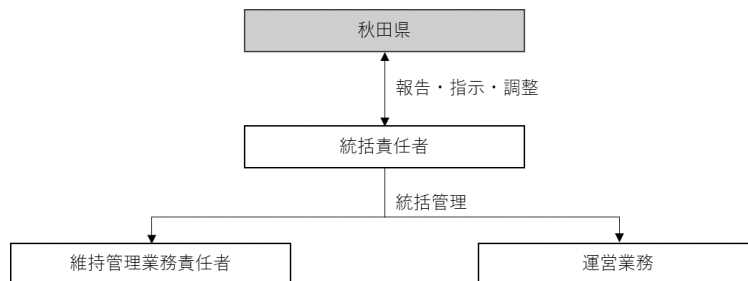 秋田県
報告・指示・調整
統括責任者
統括管理
維持管理業務責任者
運営業務